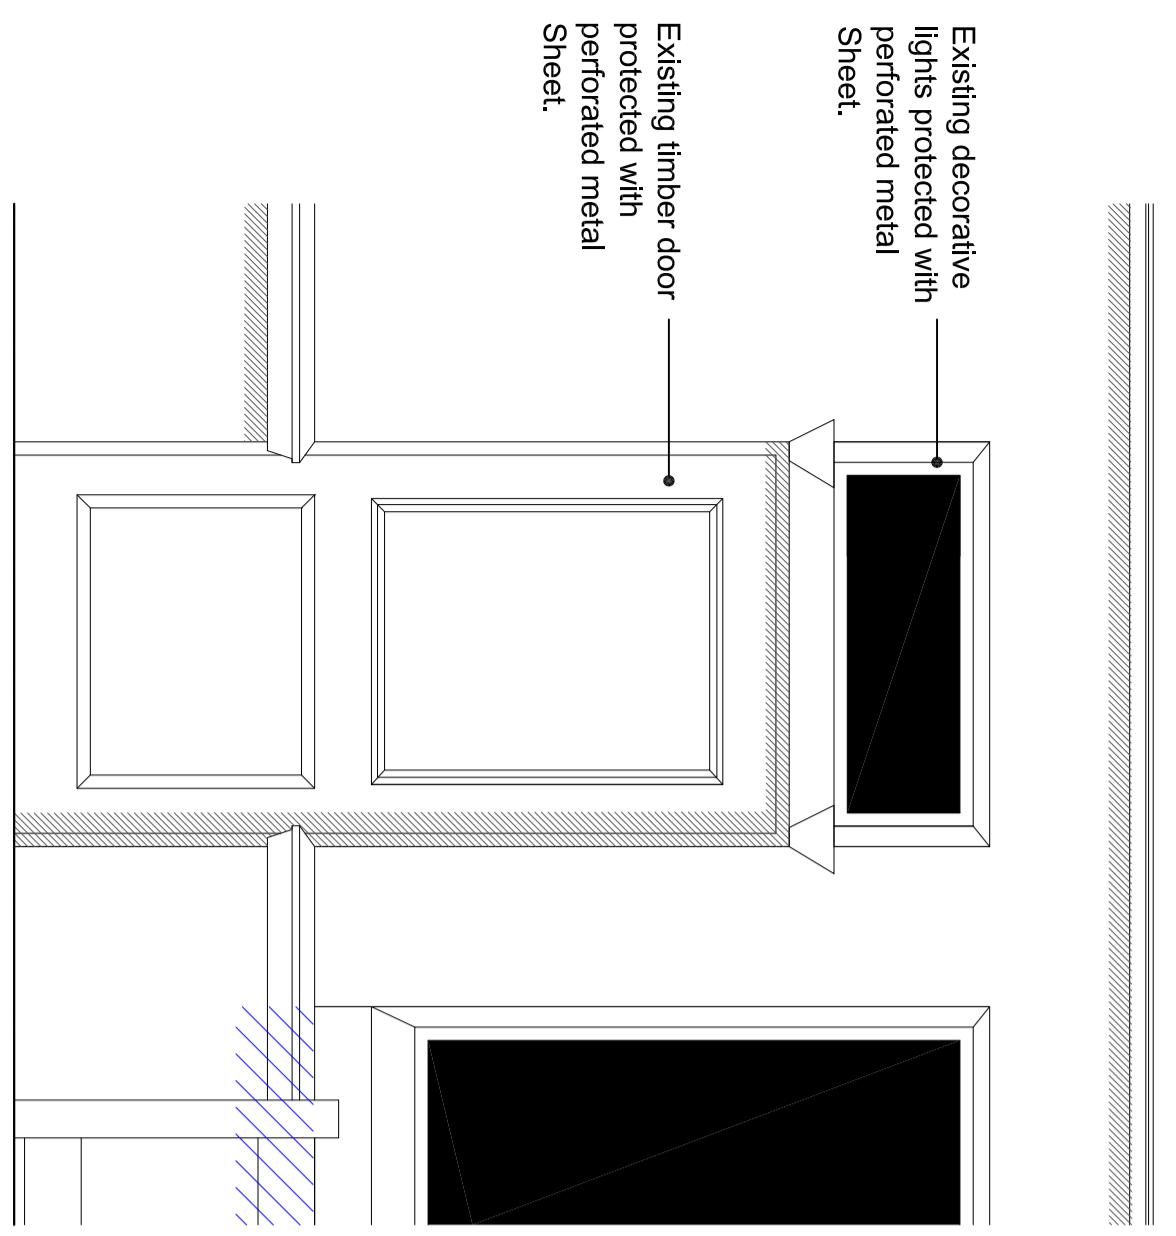 Existing decorative
lights protected with
perforated metal
Sheet.
Existing timber door
protected with
perforated metal
Sheet.